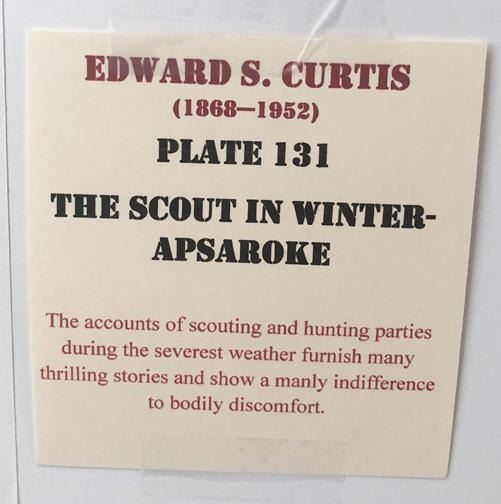 EDWARD S. CURTIS
(1868—1952)
PLATE 131
THE SCOUT IN WINTER-
APSAROKE
The accounts of scouting and hunting parties
during the severest weather furnish many
thrilling stories and show a manly indifference
to bodily discomfort.